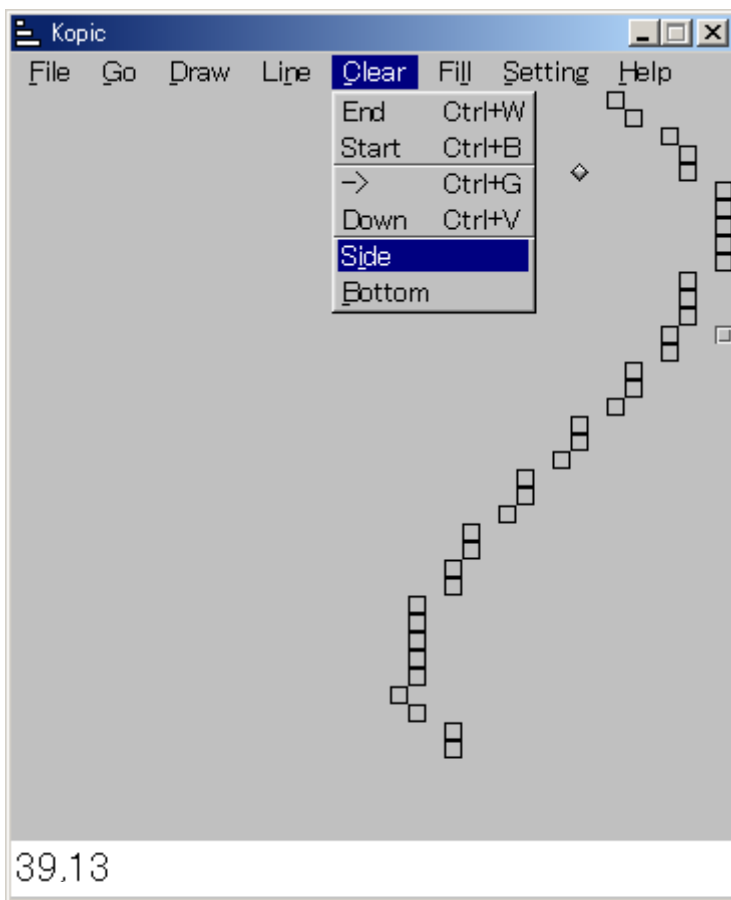 Kopic
File Go Draw Line Clear Fill Setting Help
End Ctrl+W
Start Ctrl+B
-> Ctrl+G
Down Ctrl+V
Side
Bottom
39,13